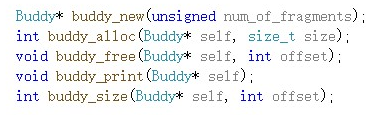 Buddy* buddy_new(unsigned num_of_fragments);
int buddy_alloc(Buddy* self, size_t size);
void buddy_free(Buddy* self, int offset);
void buddy_print(Buddy* self);
int buddy_size(Buddy* self, int offset);